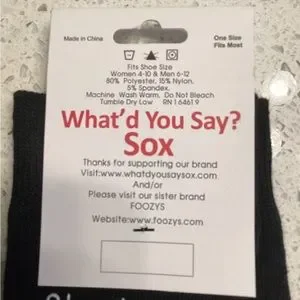 Made in China
One Size
Fits Most
Fits Shoe Size
Women 4-10 & Men 6-12
80% Polyester, 15% Nylon,
5% Spandex,
Machine Wash Warm, Do Not Bleach
Tumble Dry Low RN 164619
What'd You Say?
Sox
Thanks for supporting our brand
Visit:www.whatdyousaysox.com
And/or
Please visit our sister brand
FOOZYS
Website:www.foozys.com